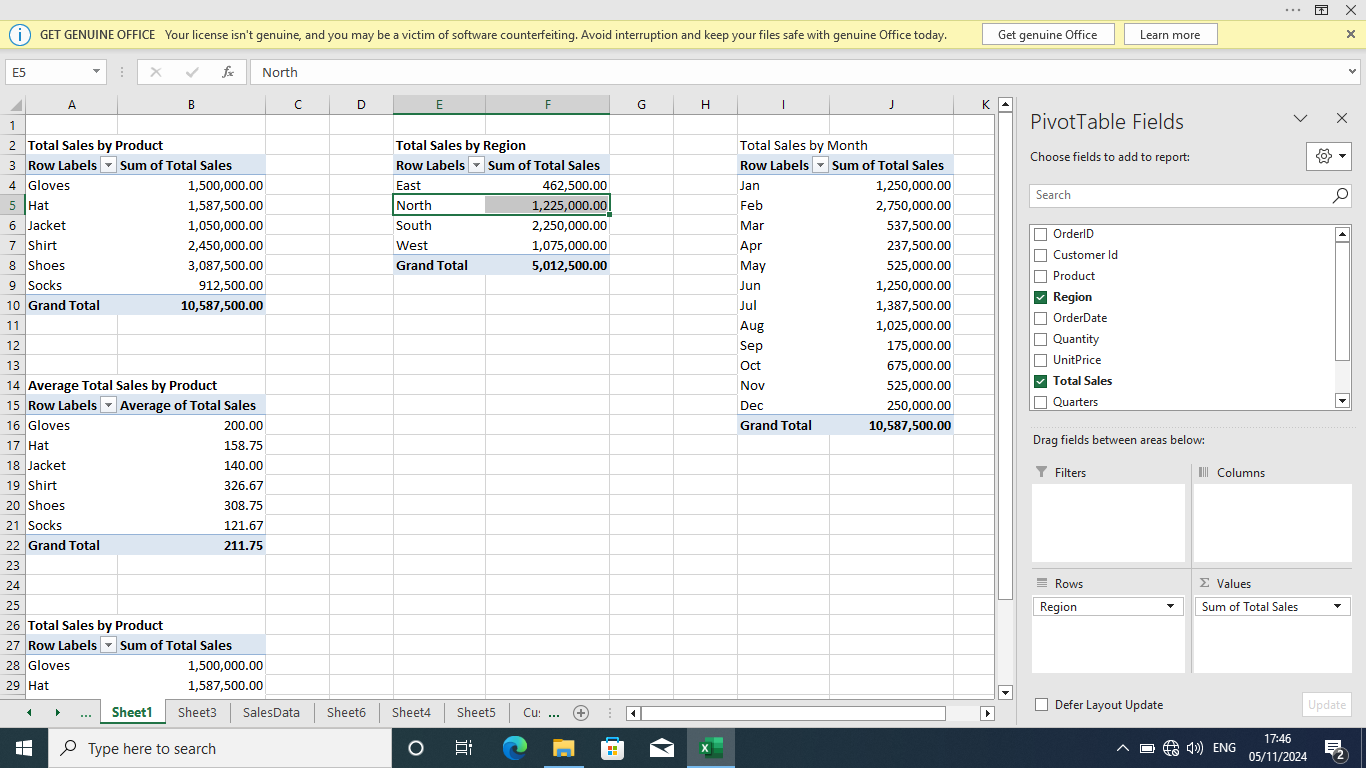 GET GENUINE OFFICE Your license isn't genuine, and you may be a victim of software counterfeiting. Avoid interruption and keep your files safe with genuine Office today. Get genuine Office Learn more
E5 fx North
A B C D E F G H I J K
1
2 Total Sales by Product Total Sales by Region Total Sales by Month
3 Row Labels Sum of Total Sales Row Labels Sum of Total Sales Row Labels Sum of Total Sales
4 Gloves 1,500,000.00 East 462,500.00 Jan 1,250,000.00
5 Hat 1,587,500.00 North 1,225,000.00 Feb 2,750,000.00
6 Jacket 1,050,000.00 South 2,250,000.00 Mar 537,500.00
7 Shirt 2,450,000.00 West 1,075,000.00 Apr 237,500.00
8 Shoes 3,087,500.00 Grand Total 5,012,500.00 May 525,000.00
9 Socks 912,500.00 Jun 1,250,000.00
10 Grand Total 10,587,500.00 Jul 1,387,500.00
11 Aug 1,025,000.00
12 Sep 175,000.00
13 Oct 675,000.00
14 Average Total Sales by Product Nov 525,000.00
15 Row Labels Average of Total Sales Dec 250,000.00
16 Gloves 200.00 Grand Total 10,587,500.00
17 Hat 158.75
18 Jacket 140.00
19 Shirt 326.67
20 Shoes 308.75
21 Socks 121.67
22 Grand Total 211.75
23
24
25
26 Total Sales by Product
27 Row Labels Sum of Total Sales
28 Gloves 1,500,000.00
29 Hat 1,587,500.00
... Sheet1 Sheet3 SalesData Sheet6 Sheet4 Sheet5 Cu: ...
PivotTable Fields
Choose fields to add to report:
Search
OrderID
Customer Id
Product
Region
OrderDate
Quantity
UnitPrice
Total Sales
Quarters
Drag fields between areas below:
Filters Columns
Rows Σ Values
Region Sum of Total Sales
Defer Layout Update Update
Type here to search ENG 17:46
05/11/2024 2